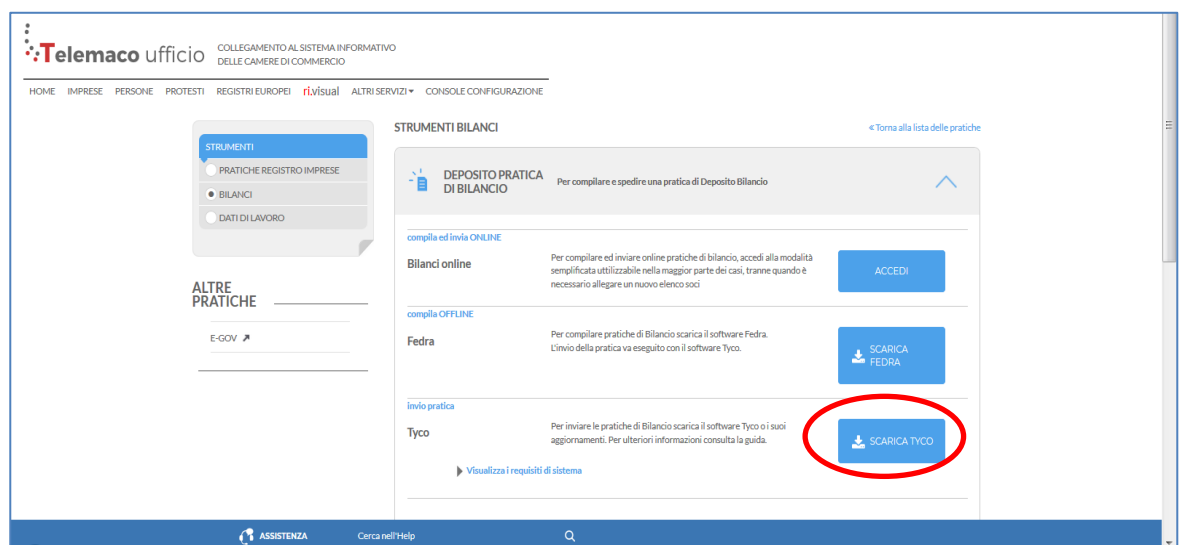 Telemaco ufficio
COLLEGAMENTO AL SISTEMA INFORMATIVO
DELLE CAMERE DI COMMERCIO
HOME IMPRESE PERSONE PROTESTI REGISTRI EUROPEI ri.visual ALTRI SERVIZI CONSOLE CONFIGURAZIONE
STRUMENTI
PRATICHE REGISTRO IMPRESE
BILANCI
DATI DI LAVORO
ALTRE
PRATICHE
E-GOV
STRUMENTI BILANCI
« Torna alla lista delle pratiche
DEPOSITO PRATICA
DI BILANCIO
Per compilare e spedire una pratica di Deposito Bilancio
compila ed invia ONLINE
Bilanci online
Per compilare ed inviare online pratiche di bilancio, accedi alla modalità
semplificata uttilizzabile nella maggior parte dei casi, tranne quando è
necessario allegare un nuovo elenco soci
ACCEDI
compila OFFLINE
Fedra
Per compilare pratiche di Bilancio scarica il software Fedra.
L'invio della pratica va eseguito con il software Tyco.
SCARICA
FEDRA
invio pratica
Tyco
Per inviare le pratiche di Bilancio scarica il software Tyco o i suoi
aggiornamenti. Per ulteriori informazioni consulta la guida.
SCARICA TYCO
Visualizza i requisiti di sistema
ASSISTENZA
Cerca nell'Help